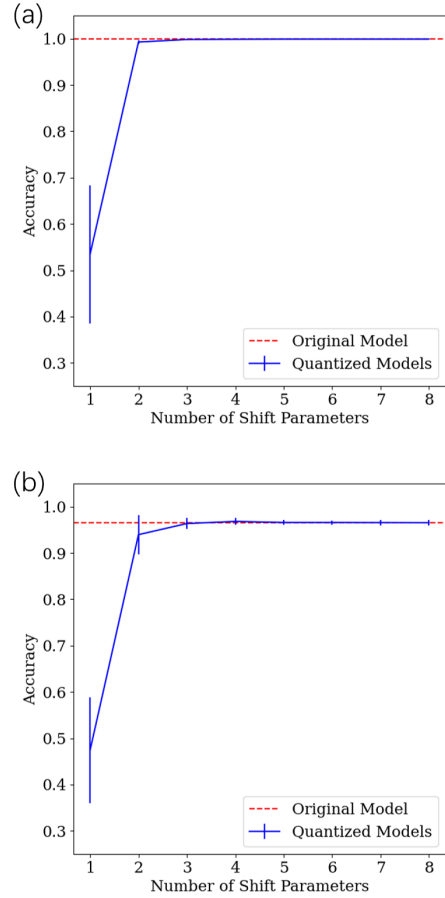 (a)
1.0
0.9
0.8
0.7
0.6
0.5
0.4
0.3
Accuracy
Original Model
Quantized Models
1 2 3 4 5 6 7 8
Number of Shift Parameters
(b)
1.0
0.9
0.8
0.7
0.6
0.5
0.4
0.3
Accuracy
Original Model
Quantized Models
1 2 3 4 5 6 7 8
Number of Shift Parameters